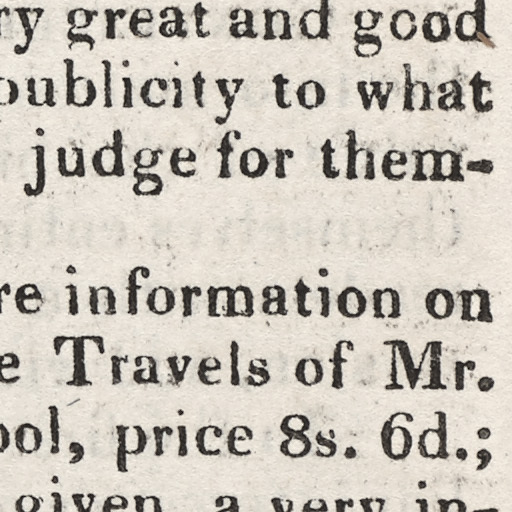 ry great and good
publicity to what
judge for them-
re information on
e Travels of Mr.
ool, price 8s. 6d.;
given, a very in-